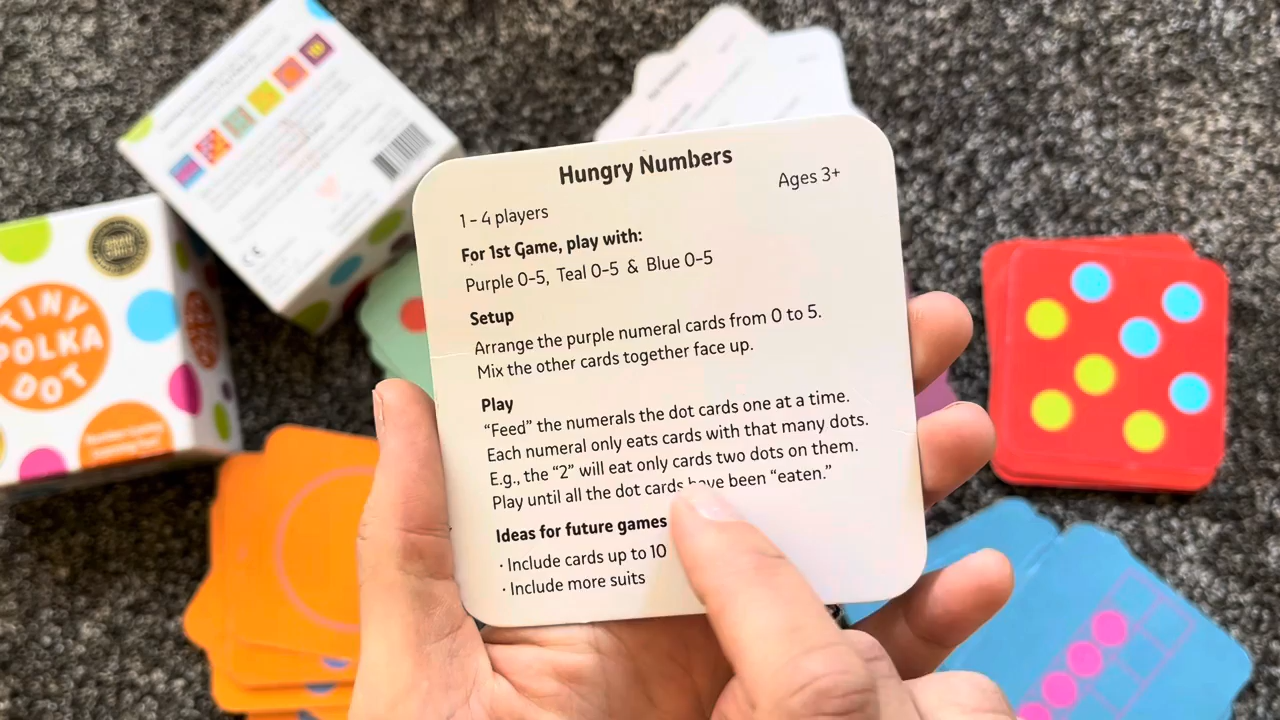 Hungry Numbers
Ages 3+
1 – 4 players
For 1st Game, play with:
Purple 0–5, Teal 0–5 & Blue 0–5
Setup
Arrange the purple numeral cards from 0 to 5.
Mix the other cards together face up.
Play
“Feed” the numerals the dot cards one at a time.
Each numeral only eats cards with that many dots.
E.g., the “2” will eat only cards two dots on them.
Play until all the dot cards have been “eaten.”
Ideas for future games
· Include cards up to 10
· Include more suits
TINY
POLKA
DOT